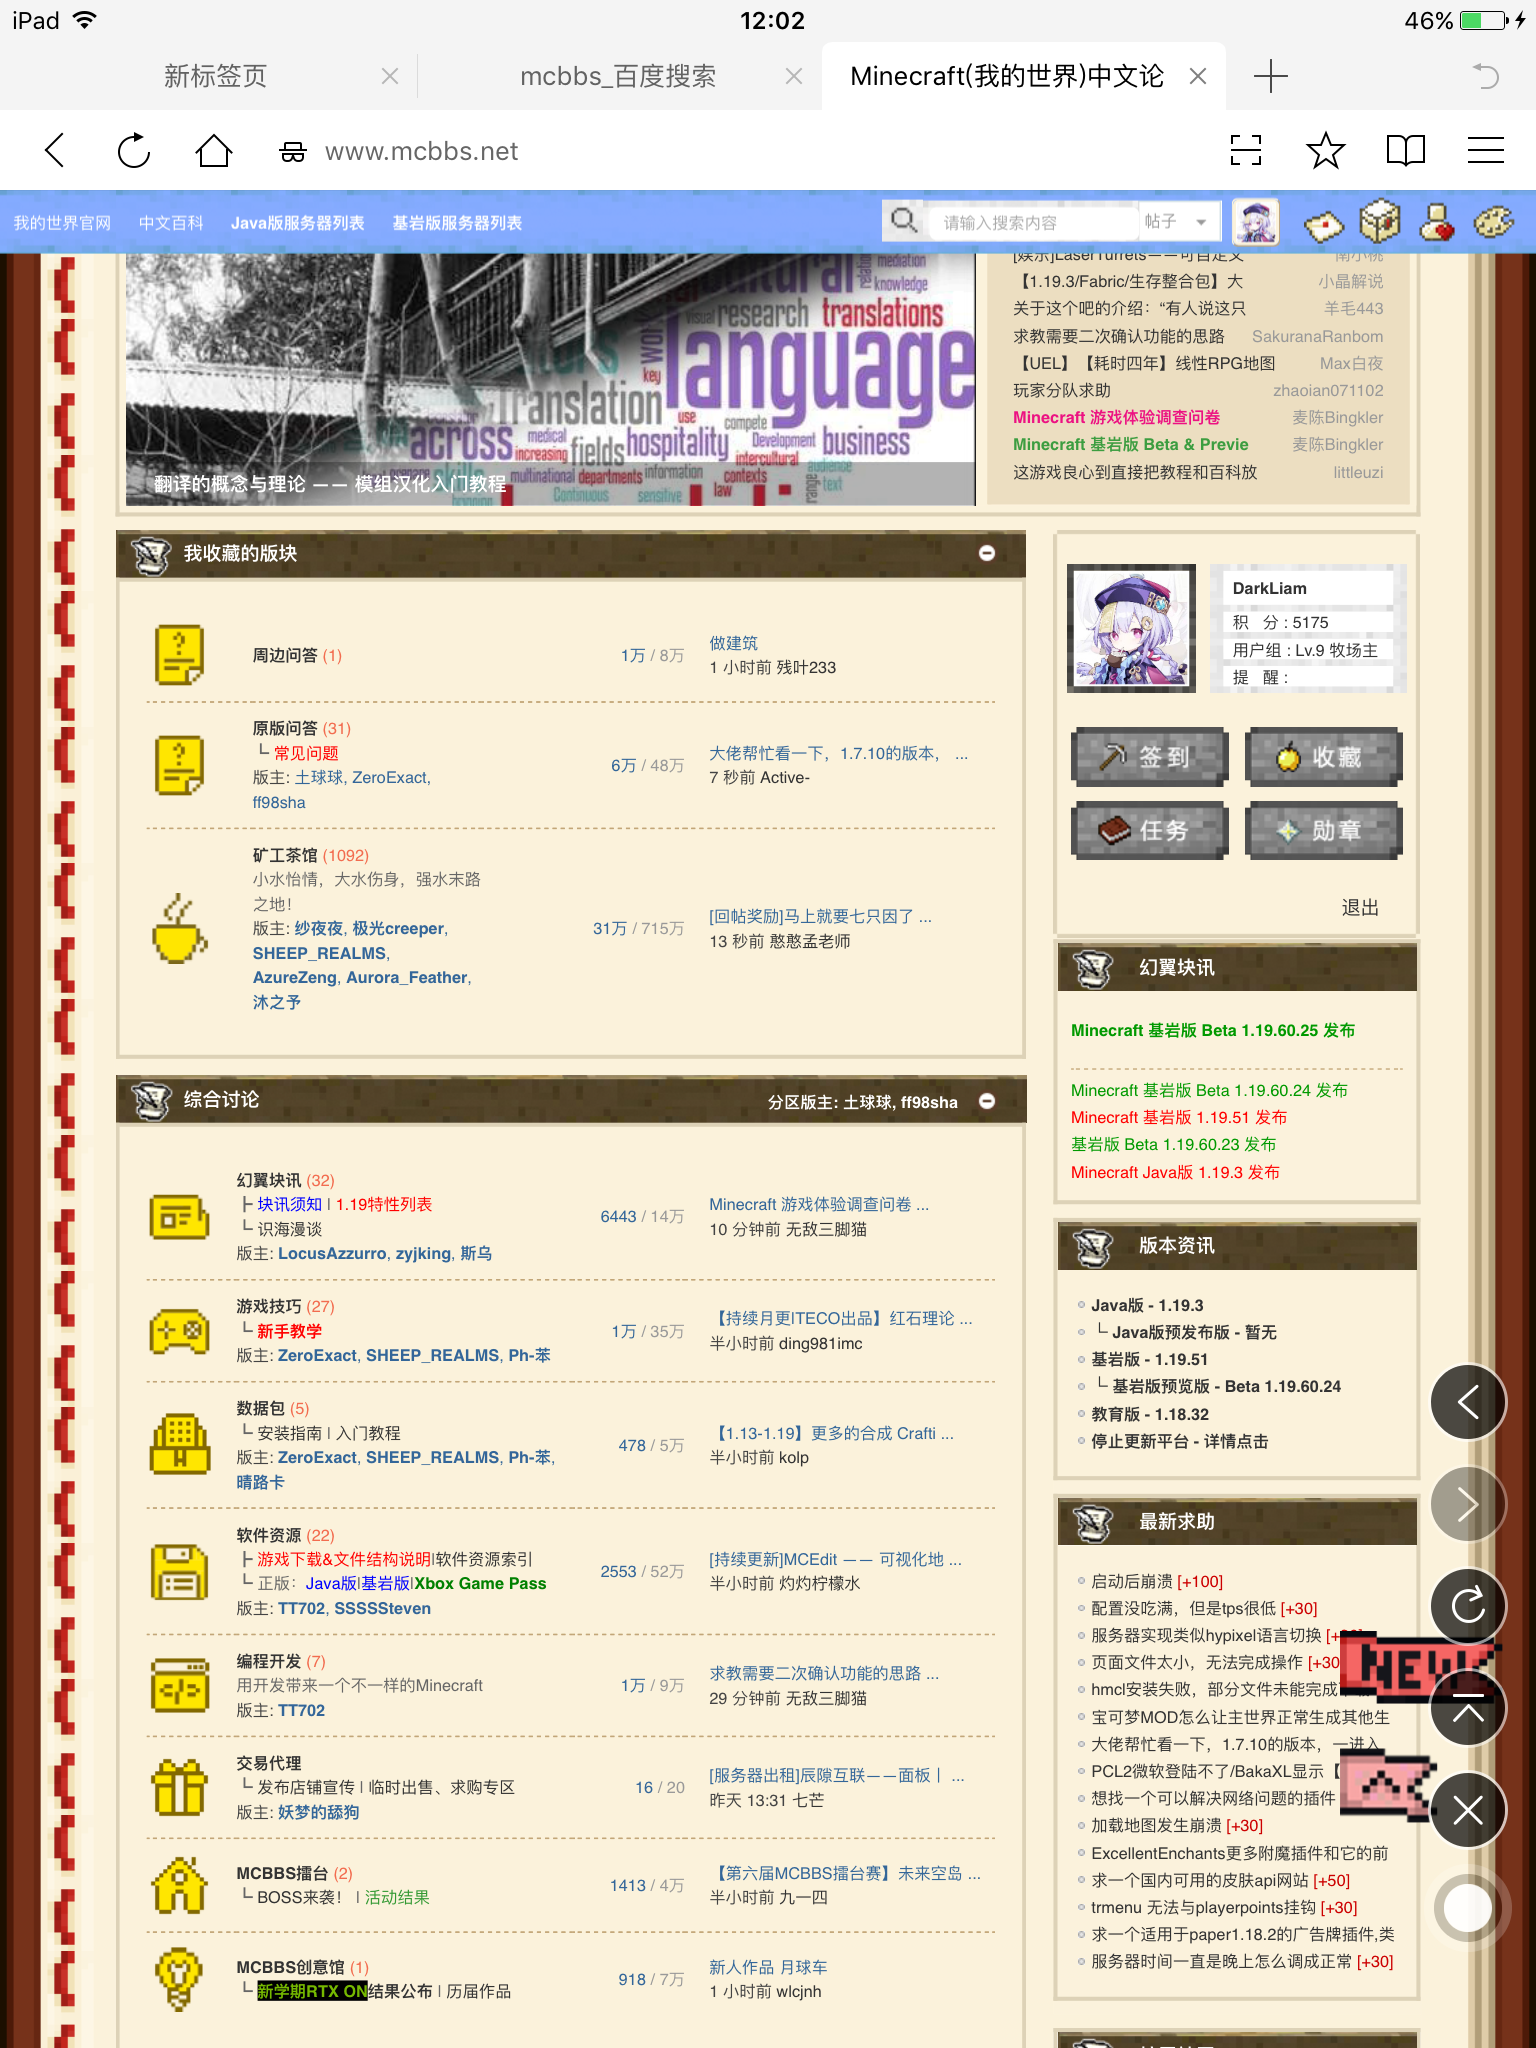 iPad
12:02
46%
新标签页
mcbbs_百度搜索
Minecraft(我的世界)中文论
www.mcbbs.net
我的世界官网 中文百科 Java版服务器列表 基岩版服务器列表
请输入搜索内容 帖子
mediation
knowledge
research translations
visual
work
language
key
Translation
use
compete
across medical fields hospitality Development business
increasing
intercultural
multinational departments information contexts audience
text
Continuous sensitive law range
翻译的概念与理论 —— 模组汉化入门教程
[娱乐]LaserTurrets——可自定义 南小桃
【1.19.3/Fabric/生存整合包】大 小晶解说
关于这个吧的介绍：“有人说这只 羊毛443
求教需要二次确认功能的思路 SakuranaRanbom
【UEL】【耗时四年】线性RPG地图 Max白夜
玩家分队求助 zhaoian071102
Minecraft 游戏体验调查问卷 麦陈Bingkler
Minecraft 基岩版 Beta & Previe 麦陈Bingkler
这游戏良心到直接把教程和百科放 littleuzi
我收藏的版块
周边问答 (1)
1万 / 8万
做建筑
1 小时前 残叶233
原版问答 (31)
└ 常见问题
版主: 土球球, ZeroExact,
ff98sha
6万 / 48万
大佬帮忙看一下，1.7.10的版本， ...
7 秒前 Active-
矿工茶馆 (1092)
小水怡情，大水伤身，强水末路
之地！
版主: 纱夜夜, 极光creeper,
SHEEP_REALMS,
AzureZeng, Aurora_Feather,
沐之予
31万 / 715万
[回帖奖励]马上就要七只因了 ...
13 秒前 憨憨孟老师
综合讨论
分区版主: 土球球, ff98sha
幻翼块讯 (32)
├ 块讯须知 | 1.19特性列表
└ 识海漫谈
版主: LocusAzzurro, zyjking, 斯乌
6443 / 14万
Minecraft 游戏体验调查问卷 ...
10 分钟前 无敌三脚猫
游戏技巧 (27)
└ 新手教学
版主: ZeroExact, SHEEP_REALMS, Ph-苯
1万 / 35万
【持续月更ITECO出品】红石理论 ...
半小时前 ding981imc
数据包 (5)
└ 安装指南 | 入门教程
版主: ZeroExact, SHEEP_REALMS, Ph-苯,
晴路卡
478 / 5万
【1.13-1.19】更多的合成 Crafti ...
半小时前 kolp
软件资源 (22)
├ 游戏下载&文件结构说明|软件资源索引
└ 正版：Java版|基岩版|Xbox Game Pass
版主: TT702, SSSSSteven
2553 / 52万
[持续更新]MCEdit —— 可视化地 ...
半小时前 灼灼柠檬水
编程开发 (7)
用开发带来一个不一样的Minecraft
版主: TT702
1万 / 9万
求教需要二次确认功能的思路 ...
29 分钟前 无敌三脚猫
交易代理
└ 发布店铺宣传 | 临时出售、求购专区
版主: 妖梦的舔狗
16 / 20
[服务器出租]辰隙互联——面板丨 ...
昨天 13:31 七芒
MCBBS擂台 (2)
└ BOSS来袭！ | 活动结果
1413 / 4万
【第六届MCBBS擂台赛】未来空岛 ...
半小时前 九一四
MCBBS创意馆 (1)
└ 新学期RTX ON结果公布 | 历届作品
918 / 7万
新人作品 月球车
1 小时前 wlcjnh
DarkLiam
积 分 : 5175
用户组 : Lv.9 牧场主
提 醒 :
签到
收藏
任务
勋章
退出
幻翼块讯
Minecraft 基岩版 Beta 1.19.60.25 发布
Minecraft 基岩版 Beta 1.19.60.24 发布
Minecraft 基岩版 1.19.51 发布
基岩版 Beta 1.19.60.23 发布
Minecraft Java版 1.19.3 发布
版本资讯
Java版 - 1.19.3
└ Java版预发布版 - 暂无
基岩版 - 1.19.51
└ 基岩版预览版 - Beta 1.19.60.24
教育版 - 1.18.32
停止更新平台 - 详情点击
最新求助
启动后崩溃 [+100]
配置没吃满，但是tps很低 [+30]
服务器实现类似hypixel语言切换
页面文件太小，无法完成操作 [+30
hmcl安装失败，部分文件未能完成
宝可梦MOD怎么让主世界正常生成其他生
大佬帮忙看一下，1.7.10的版本，一进入
PCL2微软登陆不了/BakaXL显示【
想找一个可以解决网络问题的插件
加载地图发生崩溃 [+30]
ExcellentEnchants更多附魔插件和它的前
求一个国内可用的皮肤api网站 [+50]
trmenu 无法与playerpoints挂钩 [+30]
求一个适用于paper1.18.2的广告牌插件,类
服务器时间一直是晚上怎么调成正常 [+30]
NEW